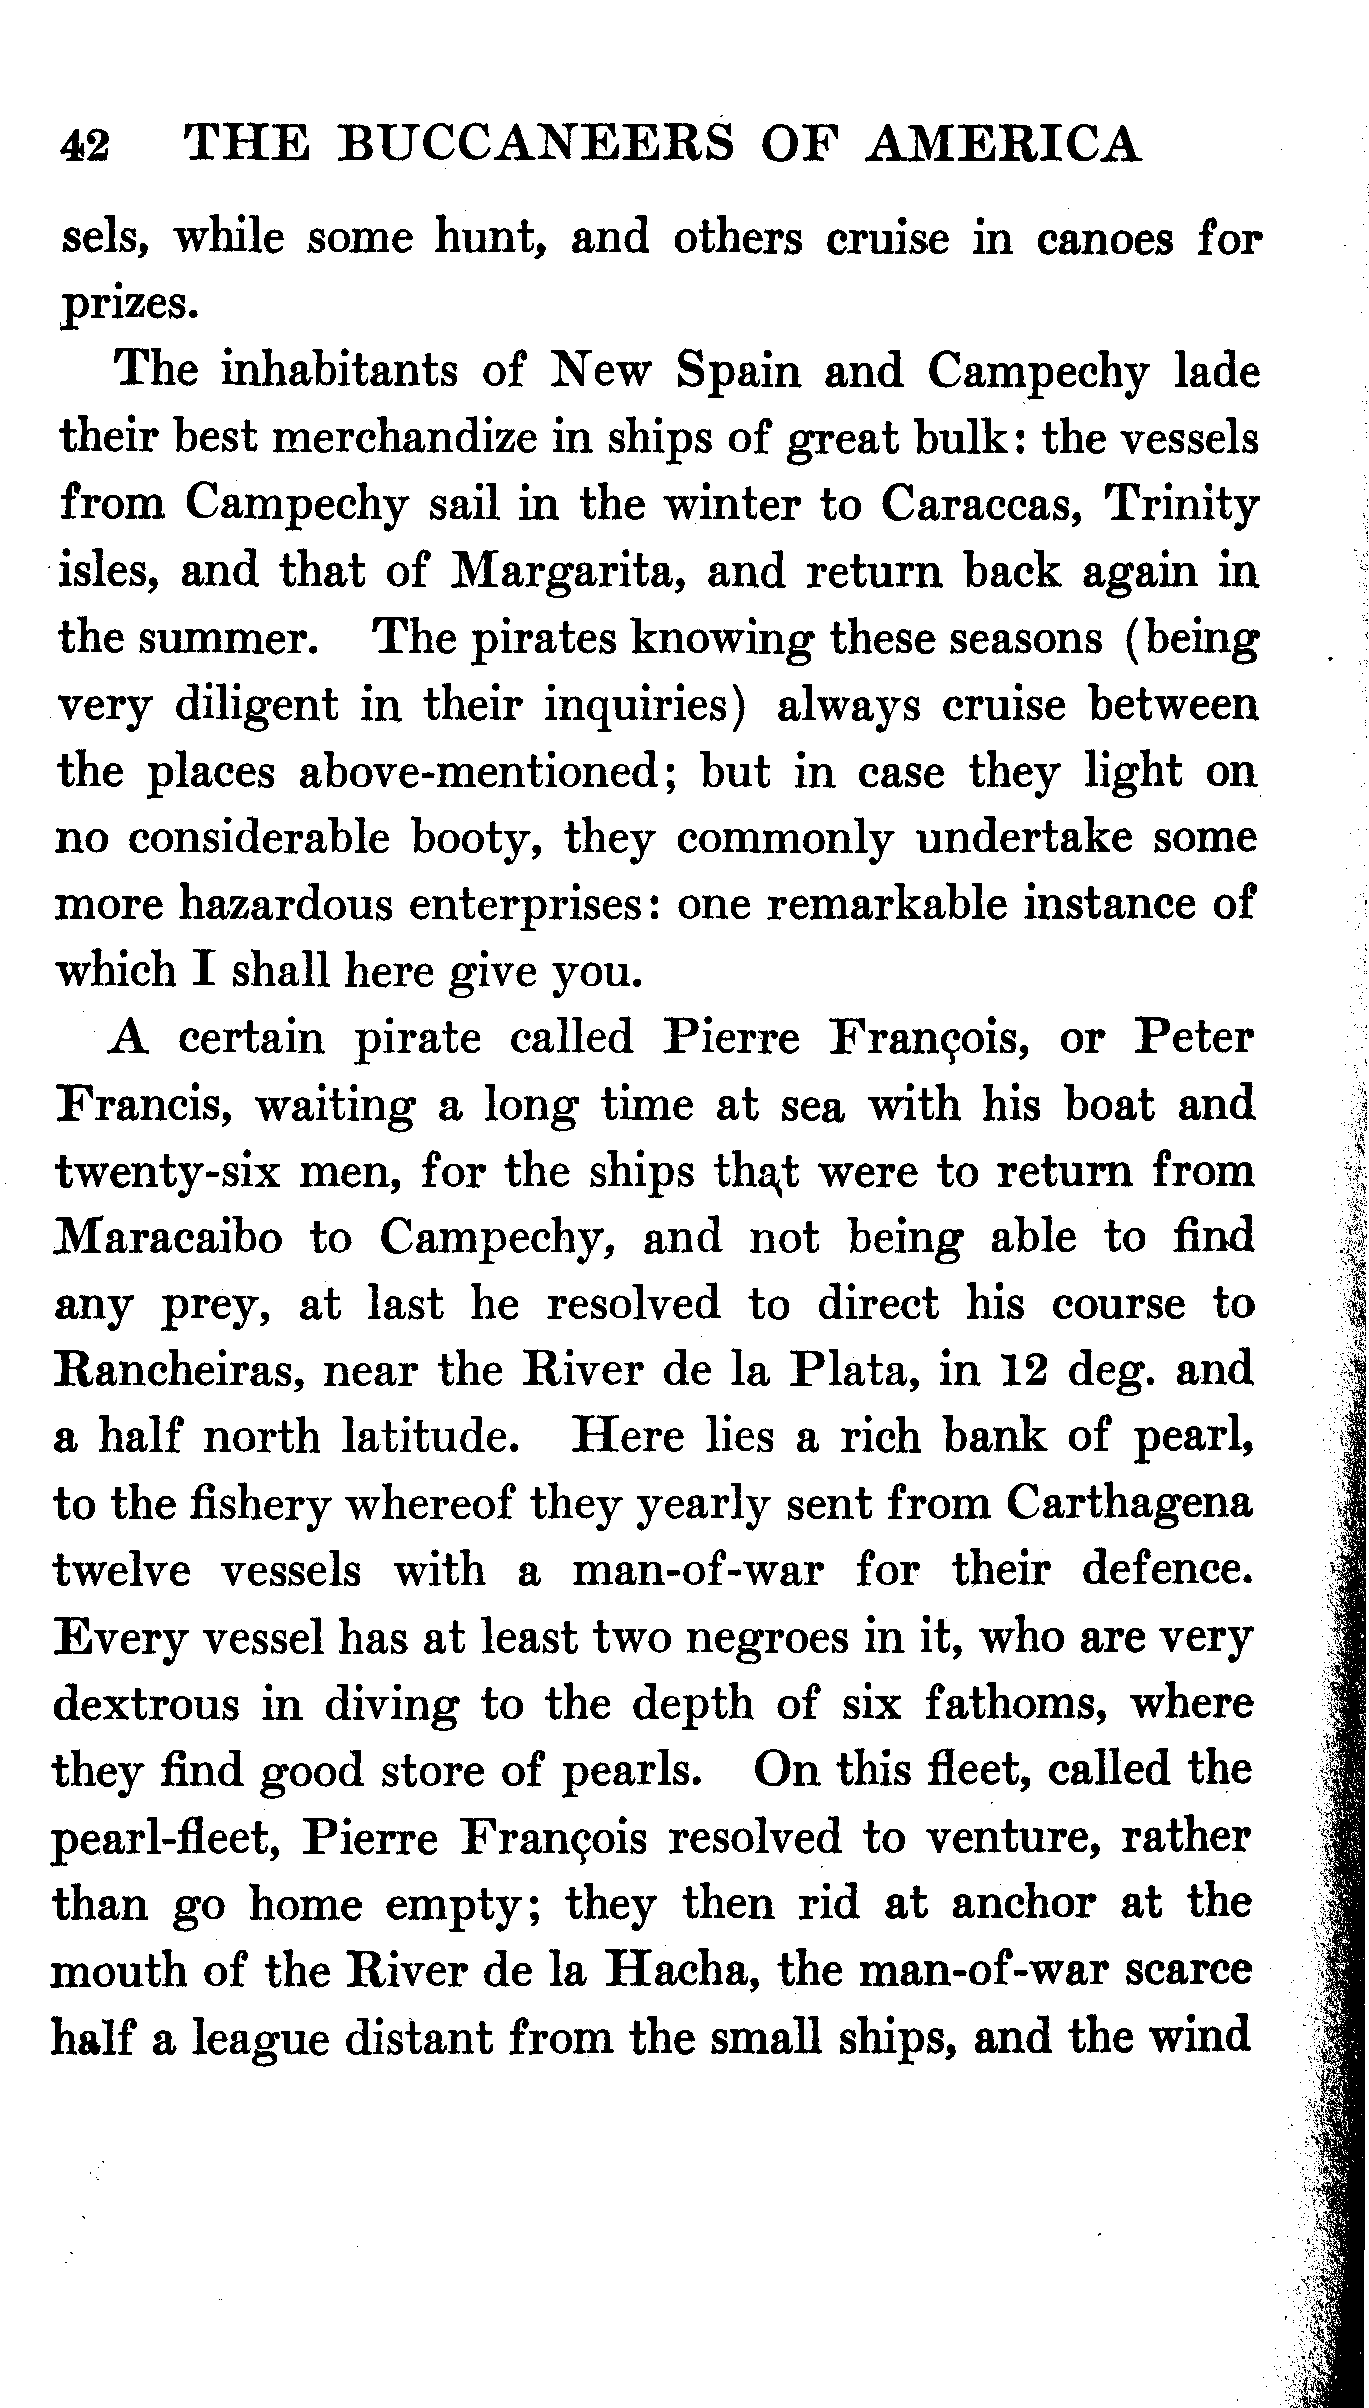 42 THE BUCCANEERS OF AMERICA
sels, while some hunt, and others cruise in canoes for
prizes.
The inhabitants of New Spain and Campechy lade
their best merchandize in ships of great bulk: the vessels
from Campechy sail in the winter to Caraccas, Trinity
isles, and that of Margarita, and return back again in
the summer. The pirates knowing these seasons (being
very diligent in their inquiries) always cruise between
the places above-mentioned; but in case they light on
no considerable booty, they commonly undertake some
more hazardous enterprises: one remarkable instance of
which I shall here give you.
A certain pirate called Pierre François, or Peter
Francis, waiting a long time at sea with his boat and
twenty-six men, for the ships that were to return from
Maracaibo to Campechy, and not being able to find
any prey, at last he resolved to direct his course to
Rancheiras, near the River de la Plata, in 12 deg. and
a half north latitude. Here lies a rich bank of pearl,
to the fishery whereof they yearly sent from Carthagena
twelve vessels with a man-of-war for their defence.
Every vessel has at least two negroes in it, who are very
dextrous in diving to the depth of six fathoms, where
they find good store of pearls. On this fleet, called the
pearl-fleet, Pierre François resolved to venture, rather
than go home empty; they then rid at anchor at the
mouth of the River de la Hacha, the man-of-war scarce
half a league distant from the small ships, and the wind